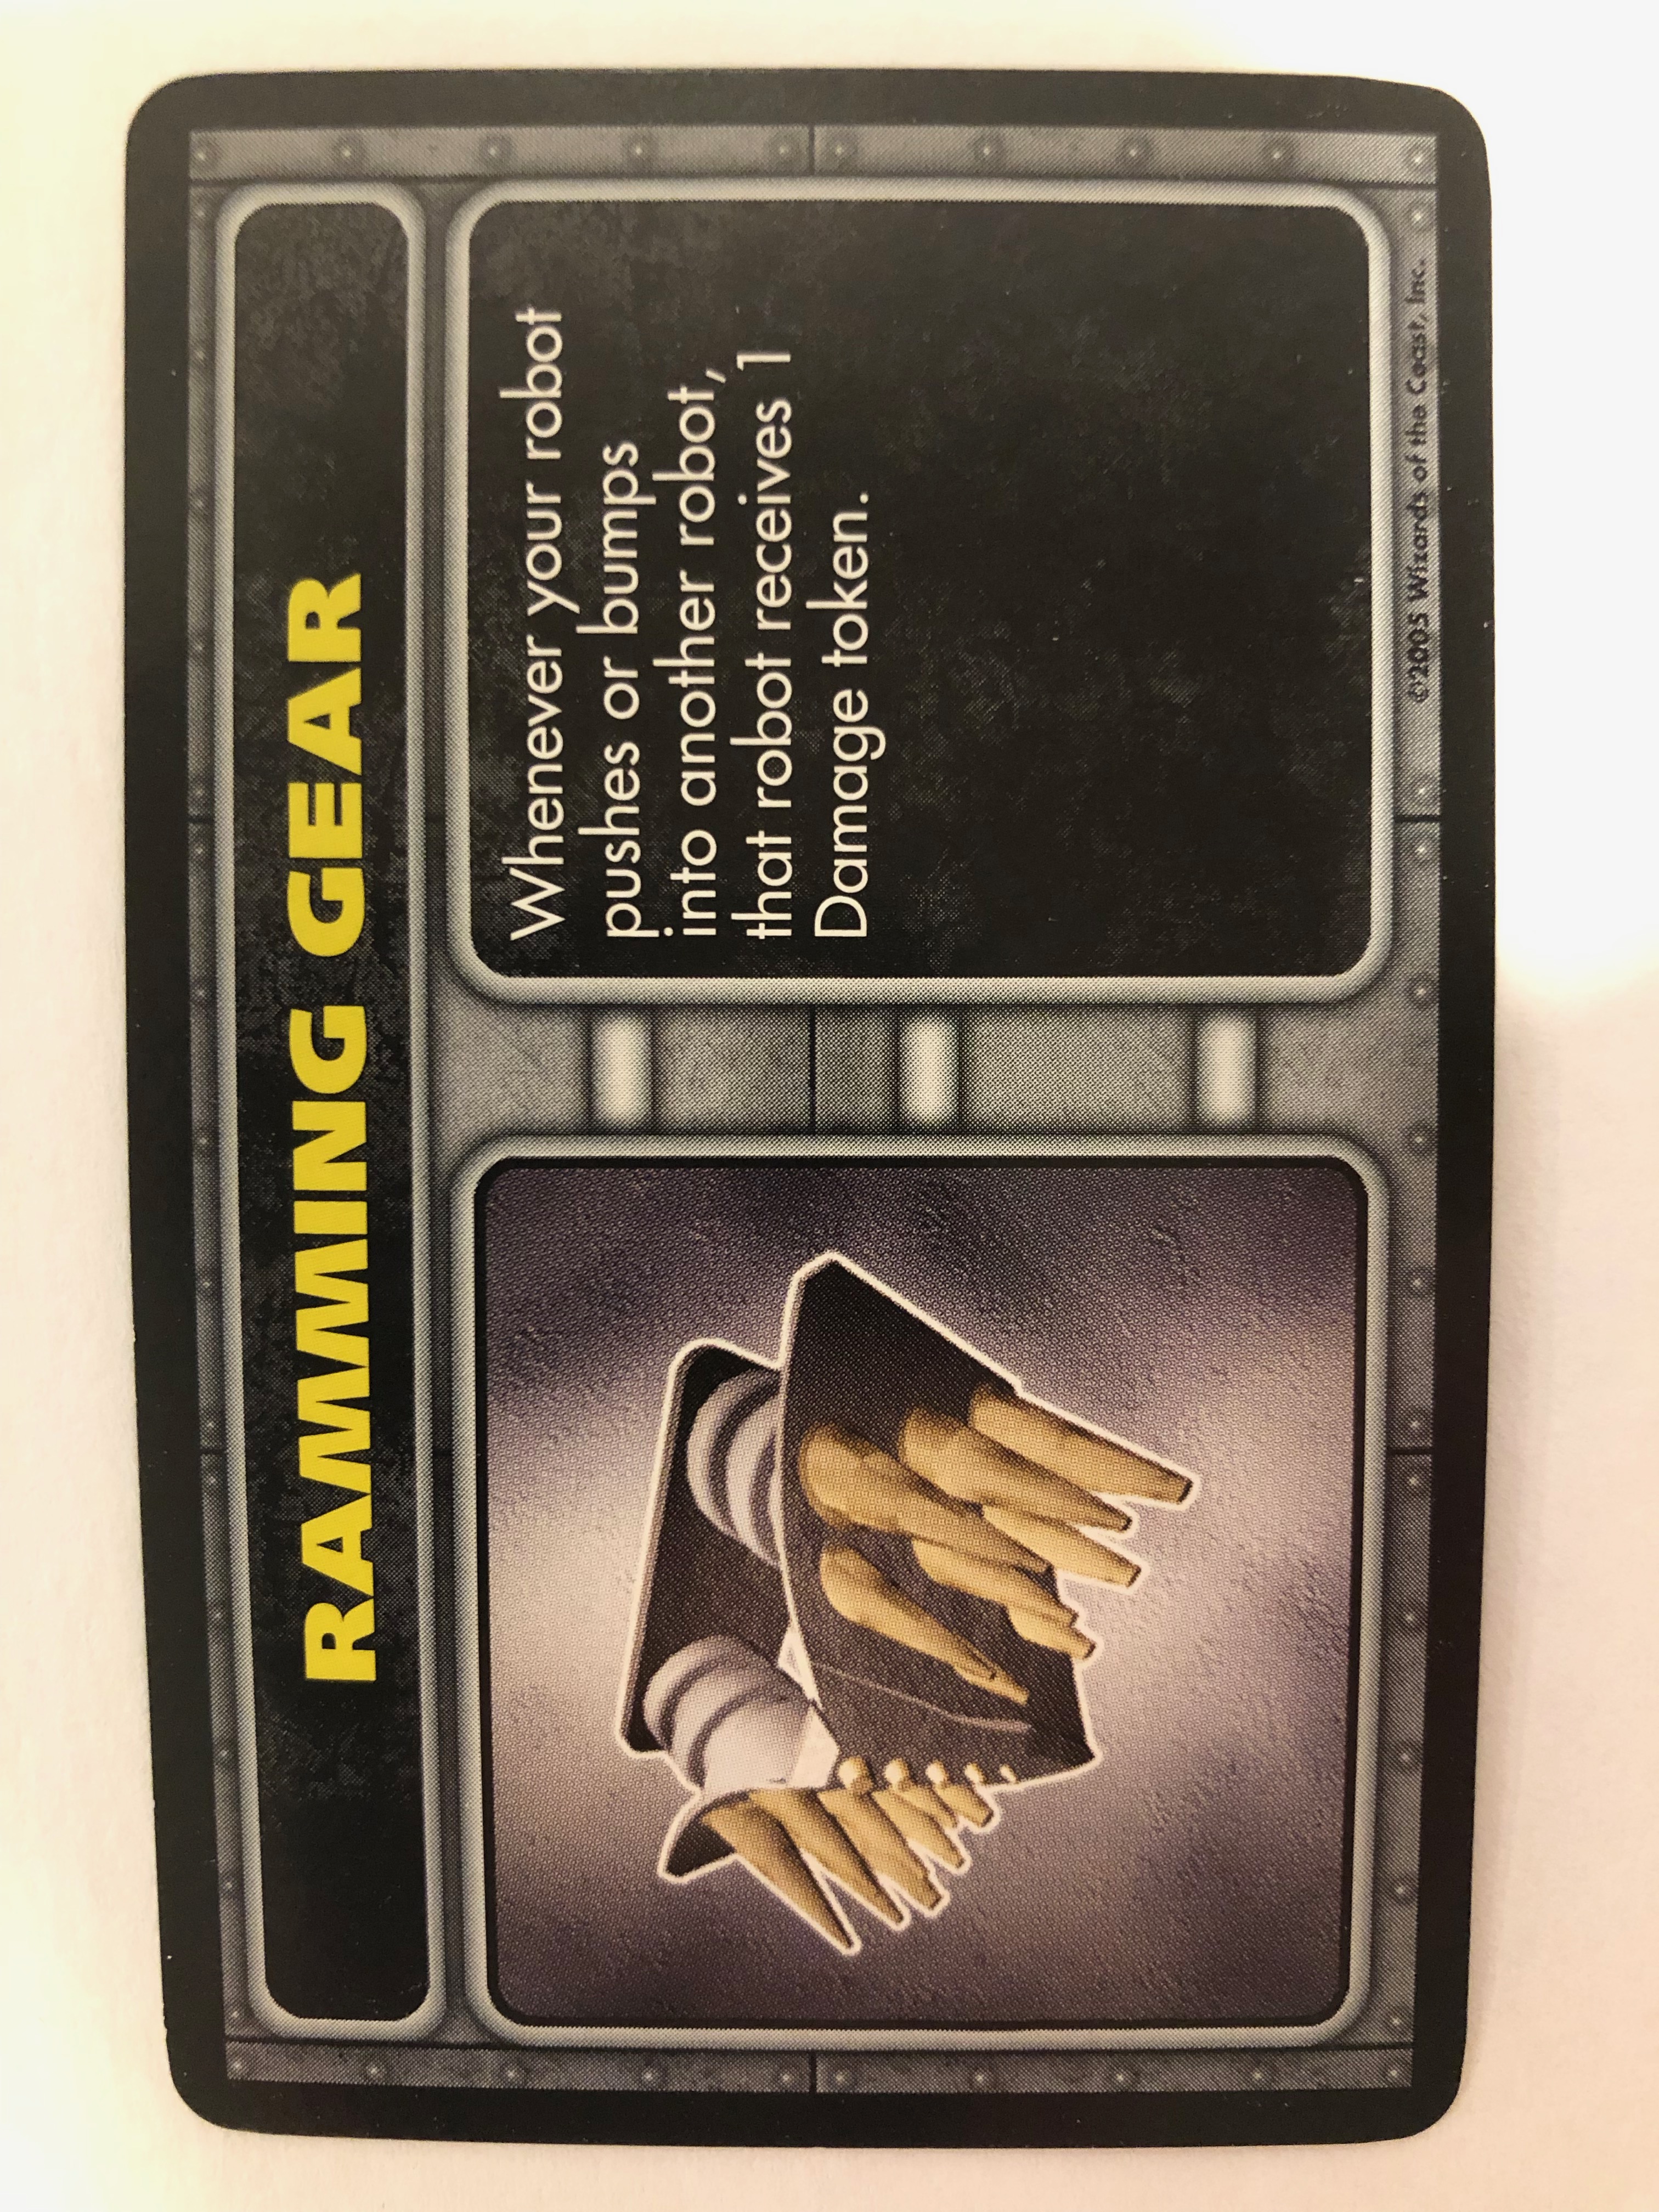 RAMMING GEAR
Whenever your robot
pushes or bumps
into another robot,
that robot receives 1
Damage token.
©2005 Wizards of the Coast, Inc.